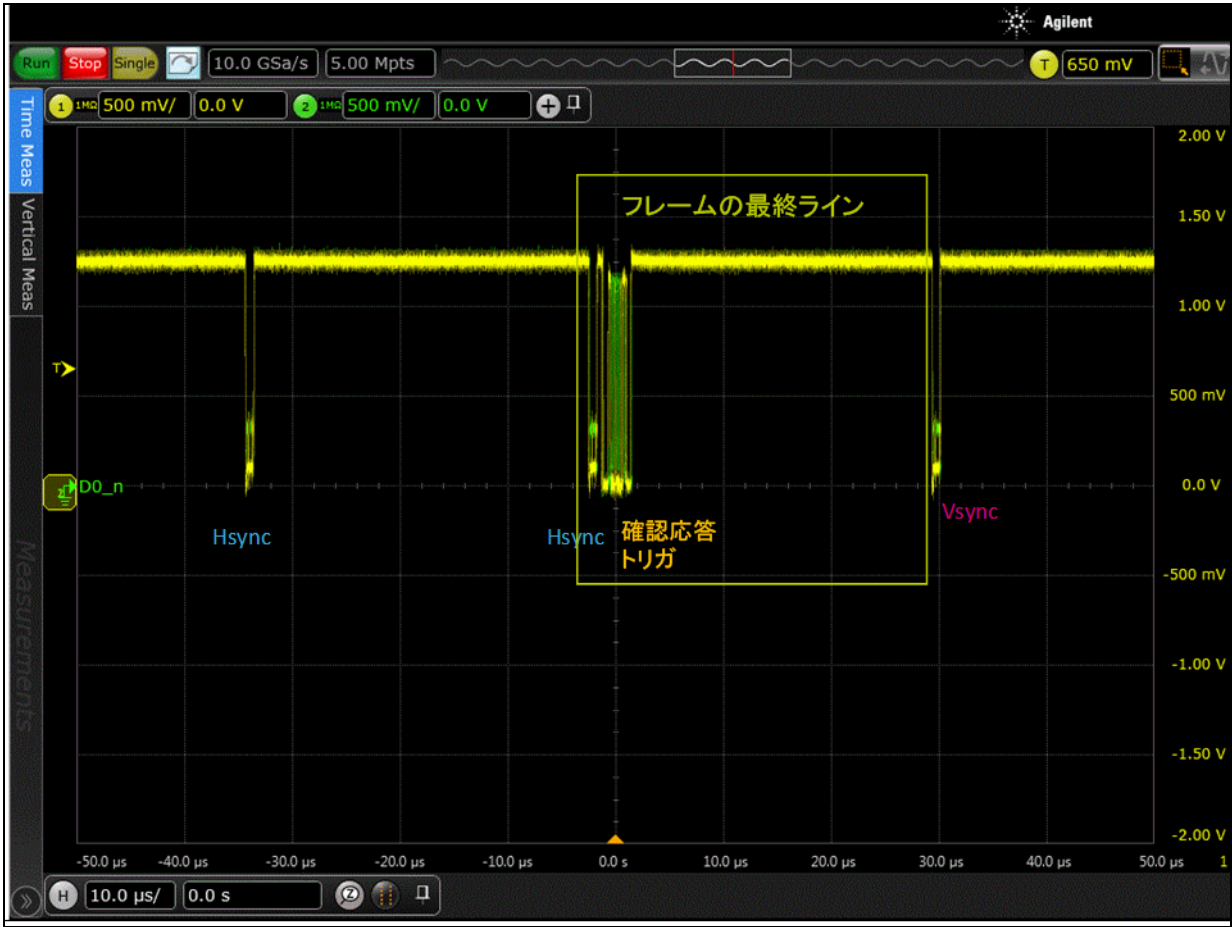 Agilent
Run Stop Single 10.0 GSa/s 5.00 Mpts T 650 mV
1 1MΩ 500 mV/ 0.0 V 2 1MΩ 500 mV/ 0.0 V
Time Meas
Vertical Meas
Measurements
2.00 V
フレームの最終ライン
1.50 V
1.00 V
T
500 mV
D0_n
0.0 V
Hsync
Hsync
確認応答
トリガ
Vsync
-500 mV
-1.00 V
-1.50 V
-2.00 V
-50.0 µs -40.0 µs -30.0 µs -20.0 µs -10.0 µs 0.0 s 10.0 µs 20.0 µs 30.0 µs 40.0 µs 50.0 µs 1
H 10.0 µs/ 0.0 s Z